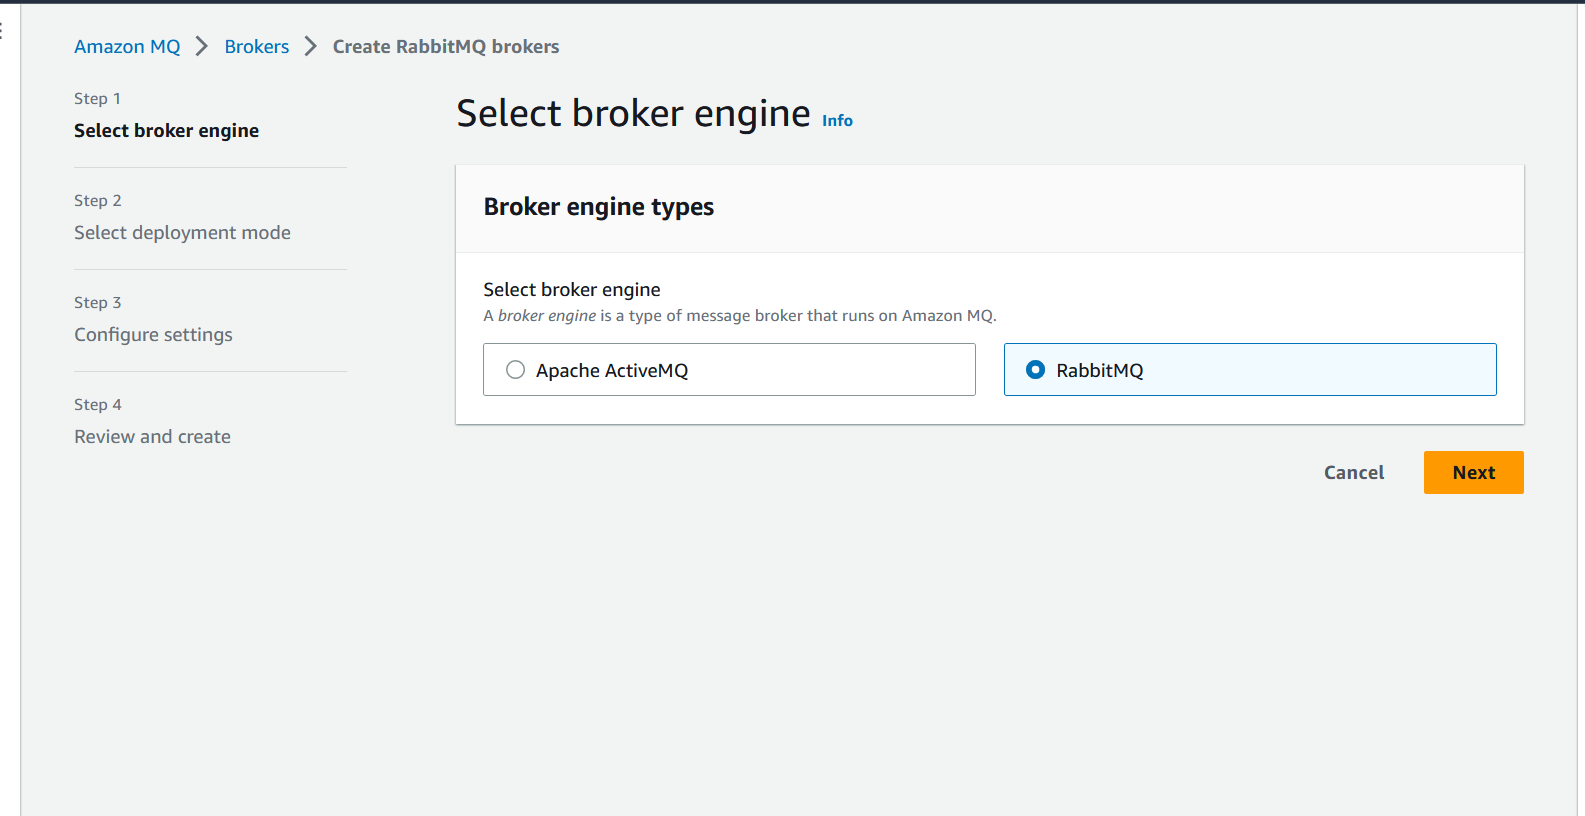 Amazon MQ > Brokers > Create RabbitMQ brokers
Step 1
Select broker engine
Step 2
Select deployment mode
Step 3
Configure settings
Step 4
Review and create
Select broker engine Info
Broker engine types
Select broker engine
A broker engine is a type of message broker that runs on Amazon MQ.
Apache ActiveMQ
RabbitMQ
Cancel
Next